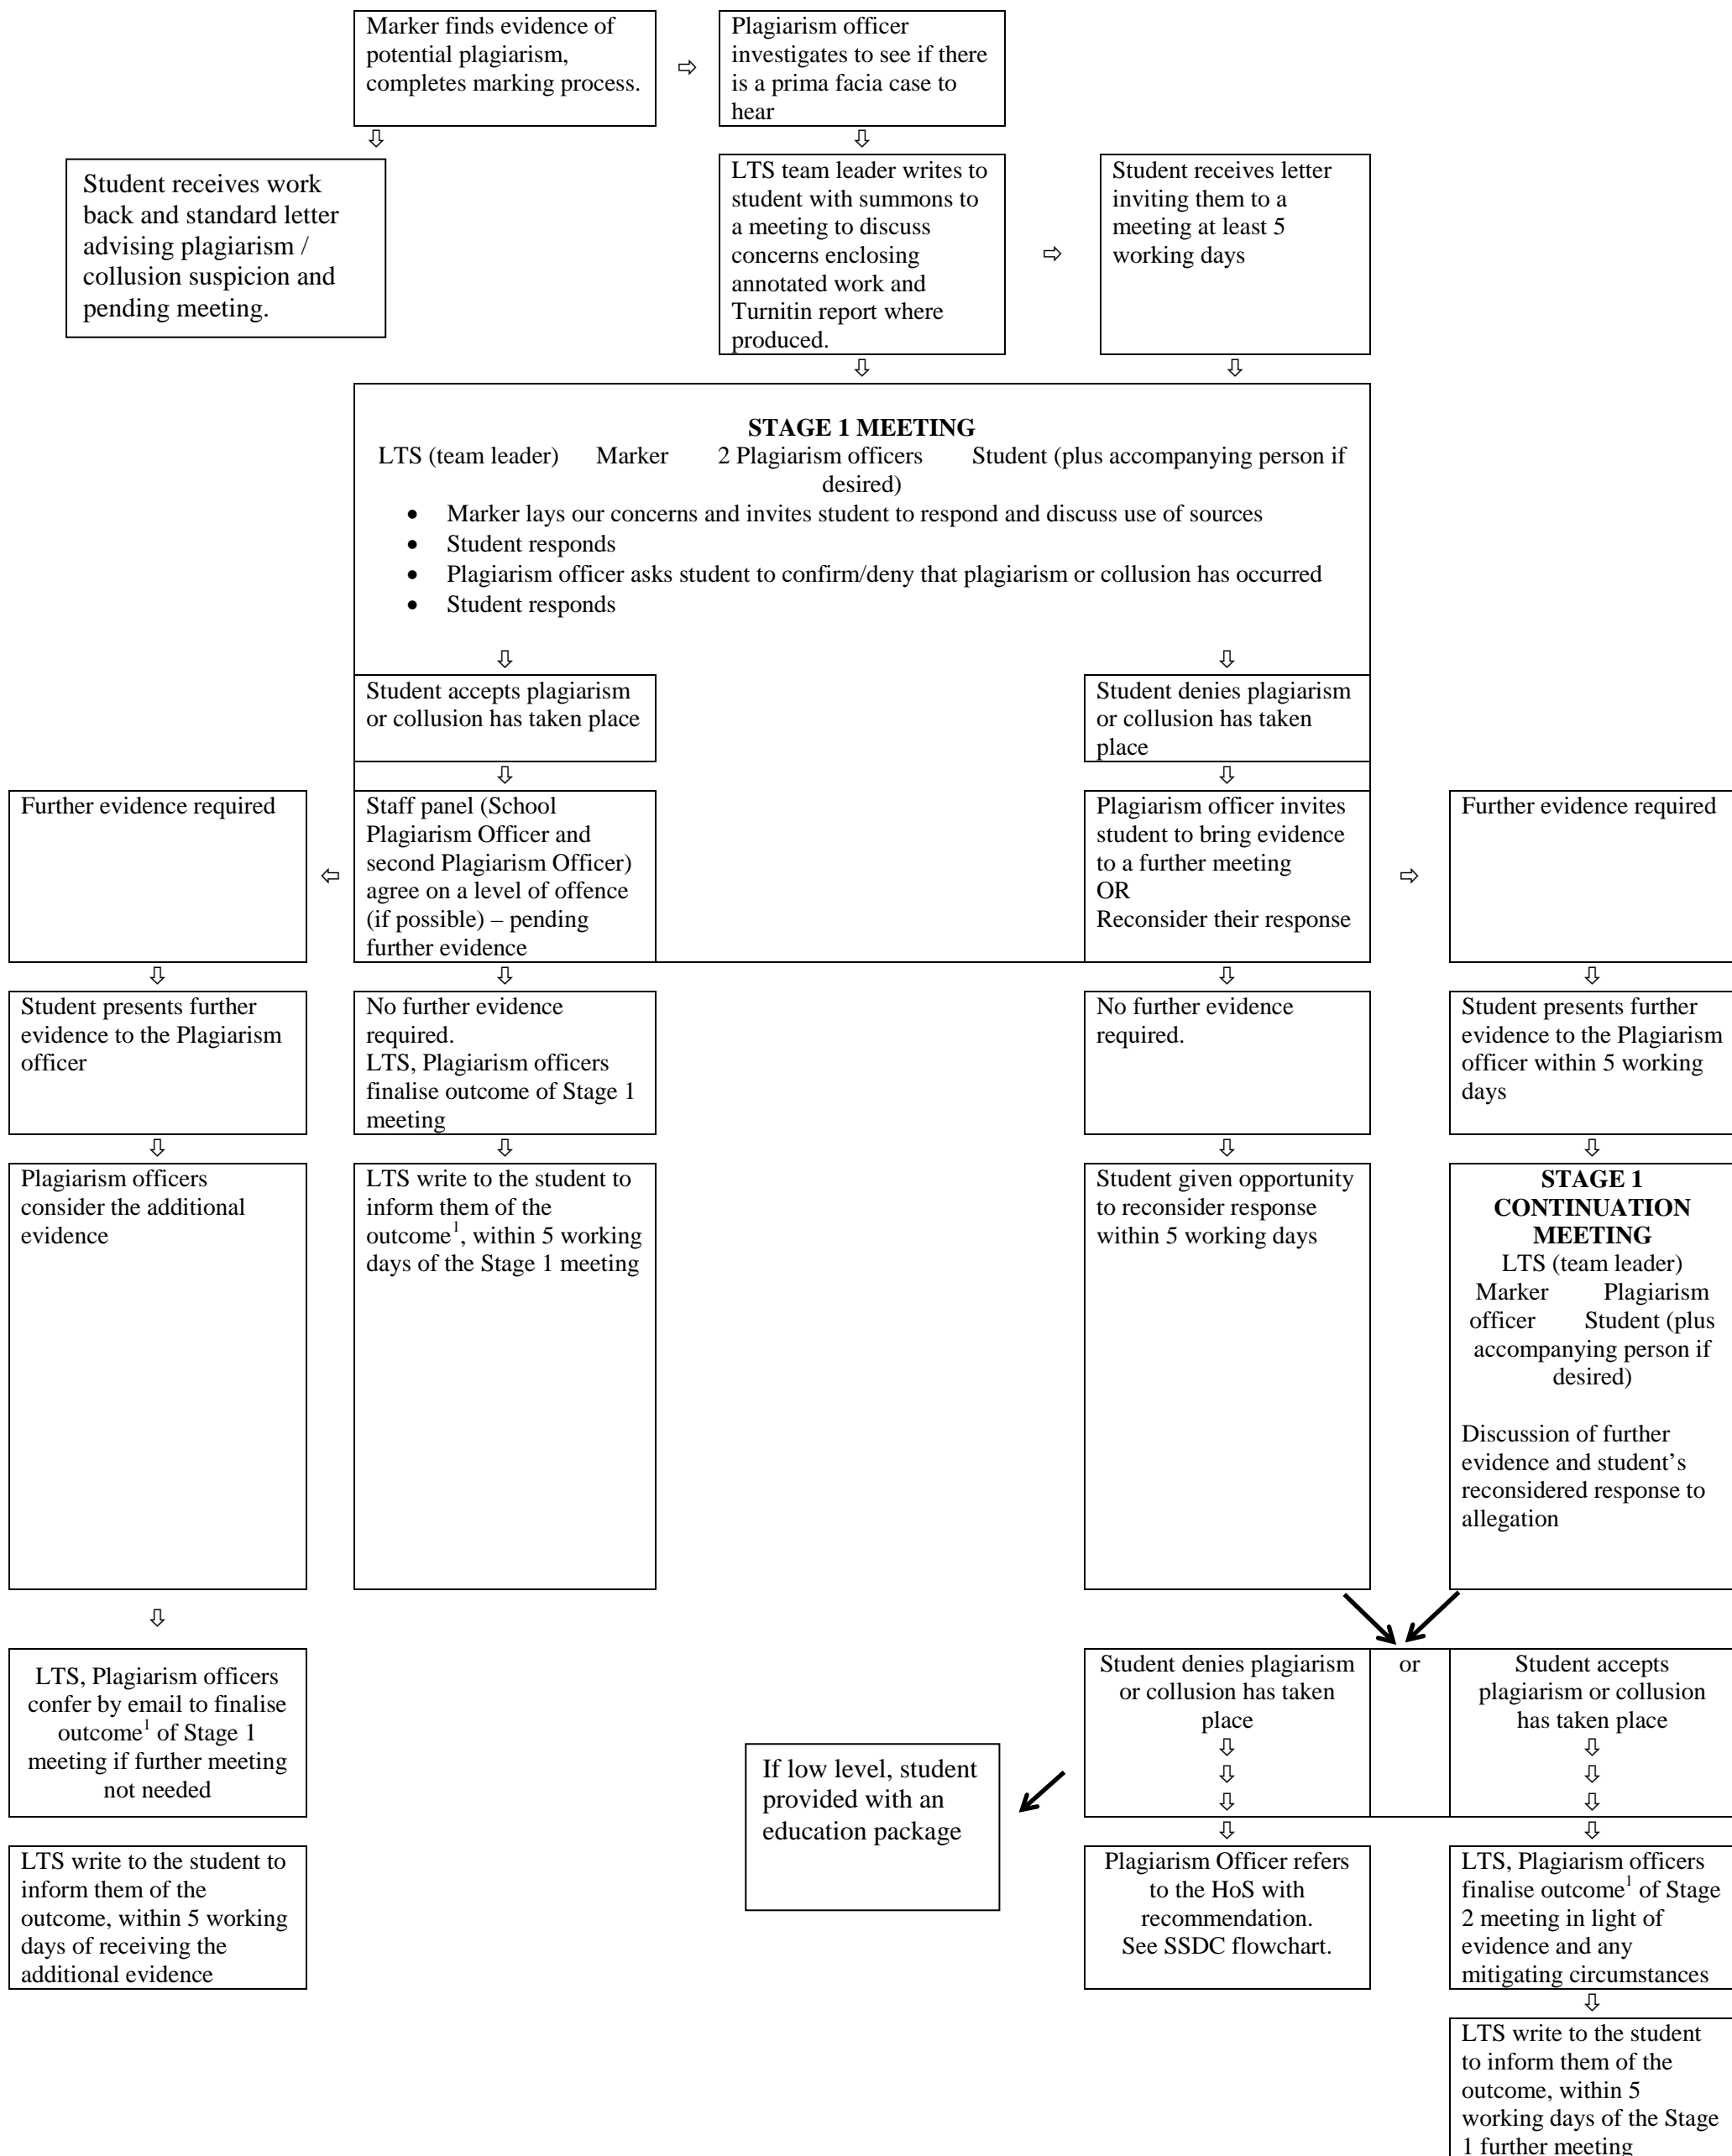 Marker finds evidence of
potential plagiarism,
completes marking process.
⇨
Plagiarism officer
investigates to see if there
is a prima facia case to
hear
⇩
⇩
Student receives work
back and standard letter
advising plagiarism /
collusion suspicion and
pending meeting.
LTS team leader writes to
student with summons to
a meeting to discuss
concerns enclosing
annotated work and
Turnitin report where
produced.
⇨
Student receives letter
inviting them to a
meeting at least 5
working days
⇩
⇩
STAGE 1 MEETING
LTS (team leader) Marker 2 Plagiarism officers Student (plus accompanying person if
desired)
• Marker lays our concerns and invites student to respond and discuss use of sources
• Student responds
• Plagiarism officer asks student to confirm/deny that plagiarism or collusion has occurred
• Student responds
⇩
⇩
Student accepts plagiarism
or collusion has taken place
Student denies plagiarism
or collusion has taken
place
⇩
⇩
Further evidence required
⇦
Staff panel (School
Plagiarism Officer and
second Plagiarism Officer)
agree on a level of offence
(if possible) – pending
further evidence
Plagiarism officer invites
student to bring evidence
to a further meeting
OR
Reconsider their response
⇨
Further evidence required
⇩
⇩
⇩
⇩
Student presents further
evidence to the Plagiarism
officer
No further evidence
required.
LTS, Plagiarism officers
finalise outcome of Stage 1
meeting
No further evidence
required.
Student presents further
evidence to the Plagiarism
officer within 5 working
days
⇩
⇩
⇩
⇩
Plagiarism officers
consider the additional
evidence
LTS write to the student to
inform them of the
outcome1, within 5 working
days of the Stage 1 meeting
Student given opportunity
to reconsider response
within 5 working days
STAGE 1
CONTINUATION
MEETING
LTS (team leader)
Marker Plagiarism
officer Student (plus
accompanying person if
desired)
Discussion of further
evidence and student’s
reconsidered response to
allegation
⇩
LTS, Plagiarism officers
confer by email to finalise
outcome1 of Stage 1
meeting if further meeting
not needed
Student denies plagiarism
or collusion has taken
place
⇩
⇩
⇩
or
Student accepts
plagiarism or collusion
has taken place
⇩
⇩
⇩
If low level, student
provided with an
education package
⇩
⇩
LTS write to the student to
inform them of the
outcome, within 5 working
days of receiving the
additional evidence
Plagiarism Officer refers
to the HoS with
recommendation.
See SSDC flowchart.
LTS, Plagiarism officers
finalise outcome1 of Stage
2 meeting in light of
evidence and any
mitigating circumstances
⇩
LTS write to the student
to inform them of the
outcome, within 5
working days of the Stage
1 further meeting